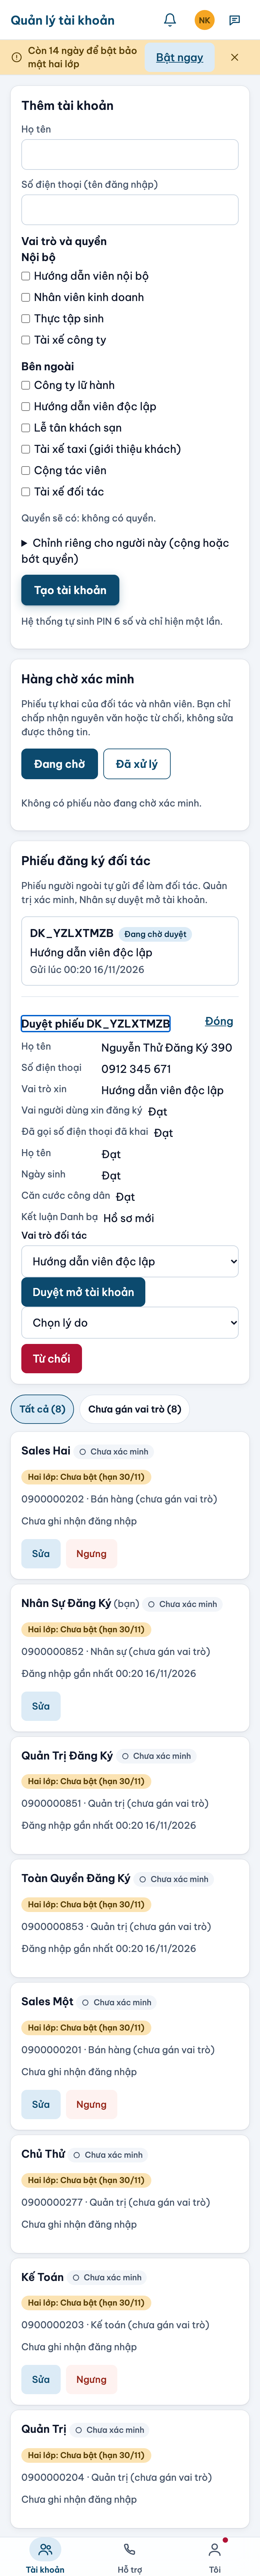 Quản lý tài khoản
NK
Còn 14 ngày để bật bảo
mật hai lớp
Bật ngay
Thêm tài khoản
Họ tên
Số điện thoại (tên đăng nhập)
Vai trò và quyền
Nội bộ
Hướng dẫn viên nội bộ
Nhân viên kinh doanh
Thực tập sinh
Tài xế công ty
Bên ngoài
Công ty lữ hành
Hướng dẫn viên độc lập
Lễ tân khách sạn
Tài xế taxi (giới thiệu khách)
Cộng tác viên
Tài xế đối tác
Quyền sẽ có: không có quyền.
Chỉnh riêng cho người này (cộng hoặc
bớt quyền)
Tạo tài khoản
Hệ thống tự sinh PIN 6 số và chỉ hiện một lần.
Hàng chờ xác minh
Phiếu tự khai của đối tác và nhân viên. Bạn chỉ
chấp nhận nguyên văn hoặc từ chối, không sửa
được thông tin.
Đang chờ
Đã xử lý
Không có phiếu nào đang chờ xác minh.
Phiếu đăng ký đối tác
Phiếu người ngoài tự gửi để làm đối tác. Quản
trị xác minh, Nhân sự duyệt mở tài khoản.
DK_YZLXTMZB Đang chờ duyệt
Hướng dẫn viên độc lập
Gửi lúc 00:20 16/11/2026
Duyệt phiếu DK_YZLXTMZB
Đóng
Họ tên Nguyễn Thử Đăng Ký 390
Số điện thoại 0912 345 671
Vai trò xin Hướng dẫn viên độc lập
Vai người dùng xin đăng ký Đạt
Đã gọi số điện thoại đã khai Đạt
Họ tên Đạt
Ngày sinh Đạt
Căn cước công dân Đạt
Kết luận Danh bạ Hồ sơ mới
Vai trò đối tác
Hướng dẫn viên độc lập
Duyệt mở tài khoản
Chọn lý do
Từ chối
Tất cả (8)
Chưa gán vai trò (8)
Sales Hai Chưa xác minh
Hai lớp: Chưa bật (hạn 30/11)
0900000202 · Bán hàng (chưa gán vai trò)
Chưa ghi nhận đăng nhập
Sửa
Ngưng
Nhân Sự Đăng Ký (bạn) Chưa xác minh
Hai lớp: Chưa bật (hạn 30/11)
0900000852 · Nhân sự (chưa gán vai trò)
Đăng nhập gần nhất 00:20 16/11/2026
Sửa
Quản Trị Đăng Ký Chưa xác minh
Hai lớp: Chưa bật (hạn 30/11)
0900000851 · Quản trị (chưa gán vai trò)
Đăng nhập gần nhất 00:20 16/11/2026
Toàn Quyền Đăng Ký Chưa xác minh
Hai lớp: Chưa bật (hạn 30/11)
0900000853 · Quản trị (chưa gán vai trò)
Đăng nhập gần nhất 00:20 16/11/2026
Sales Một Chưa xác minh
Hai lớp: Chưa bật (hạn 30/11)
0900000201 · Bán hàng (chưa gán vai trò)
Chưa ghi nhận đăng nhập
Sửa
Ngưng
Chủ Thử Chưa xác minh
Hai lớp: Chưa bật (hạn 30/11)
0900000277 · Quản trị (chưa gán vai trò)
Chưa ghi nhận đăng nhập
Kế Toán Chưa xác minh
Hai lớp: Chưa bật (hạn 30/11)
0900000203 · Kế toán (chưa gán vai trò)
Chưa ghi nhận đăng nhập
Sửa
Ngưng
Quản Trị Chưa xác minh
Hai lớp: Chưa bật (hạn 30/11)
0900000204 · Quản trị (chưa gán vai trò)
Chưa ghi nhận đăng nhập
Tài khoản
Hỗ trợ
Tôi